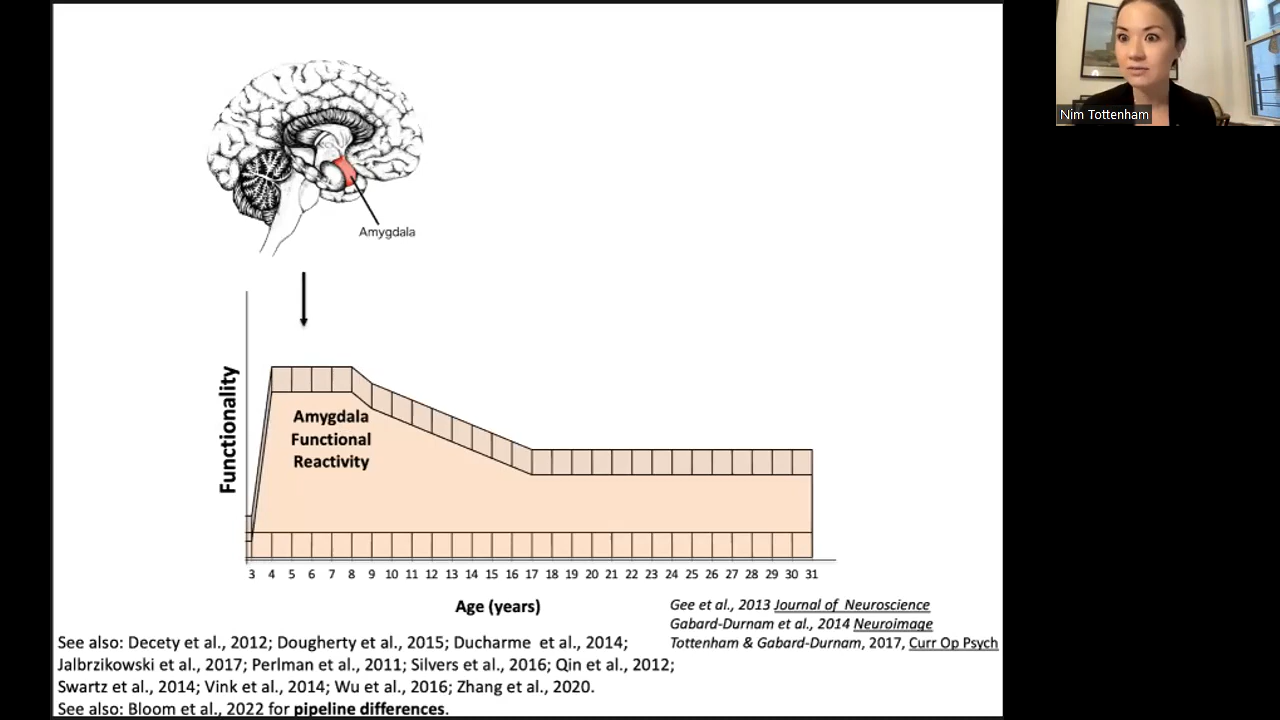 Nim Tottenham
Amygdala
Functionality
Amygdala
Functional
Reactivity
3 4 5 6 7 8 9 10 11 12 13 14 15 16 17 18 19 20 21 22 23 24 25 26 27 28 29 30 31
Age (years)
Gee et al., 2013 Journal of Neuroscience
Gabard-Durnam et al., 2014 Neuroimage
Tottenham & Gabard-Durnam, 2017, Curr Op Psych
See also: Decety et al., 2012; Dougherty et al., 2015; Ducharme et al., 2014;
Jalbrzikowski et al., 2017; Perlman et al., 2011; Silvers et al., 2016; Qin et al., 2012;
Swartz et al., 2014; Vink et al., 2014; Wu et al., 2016; Zhang et al., 2020.
See also: Bloom et al., 2022 for pipeline differences.